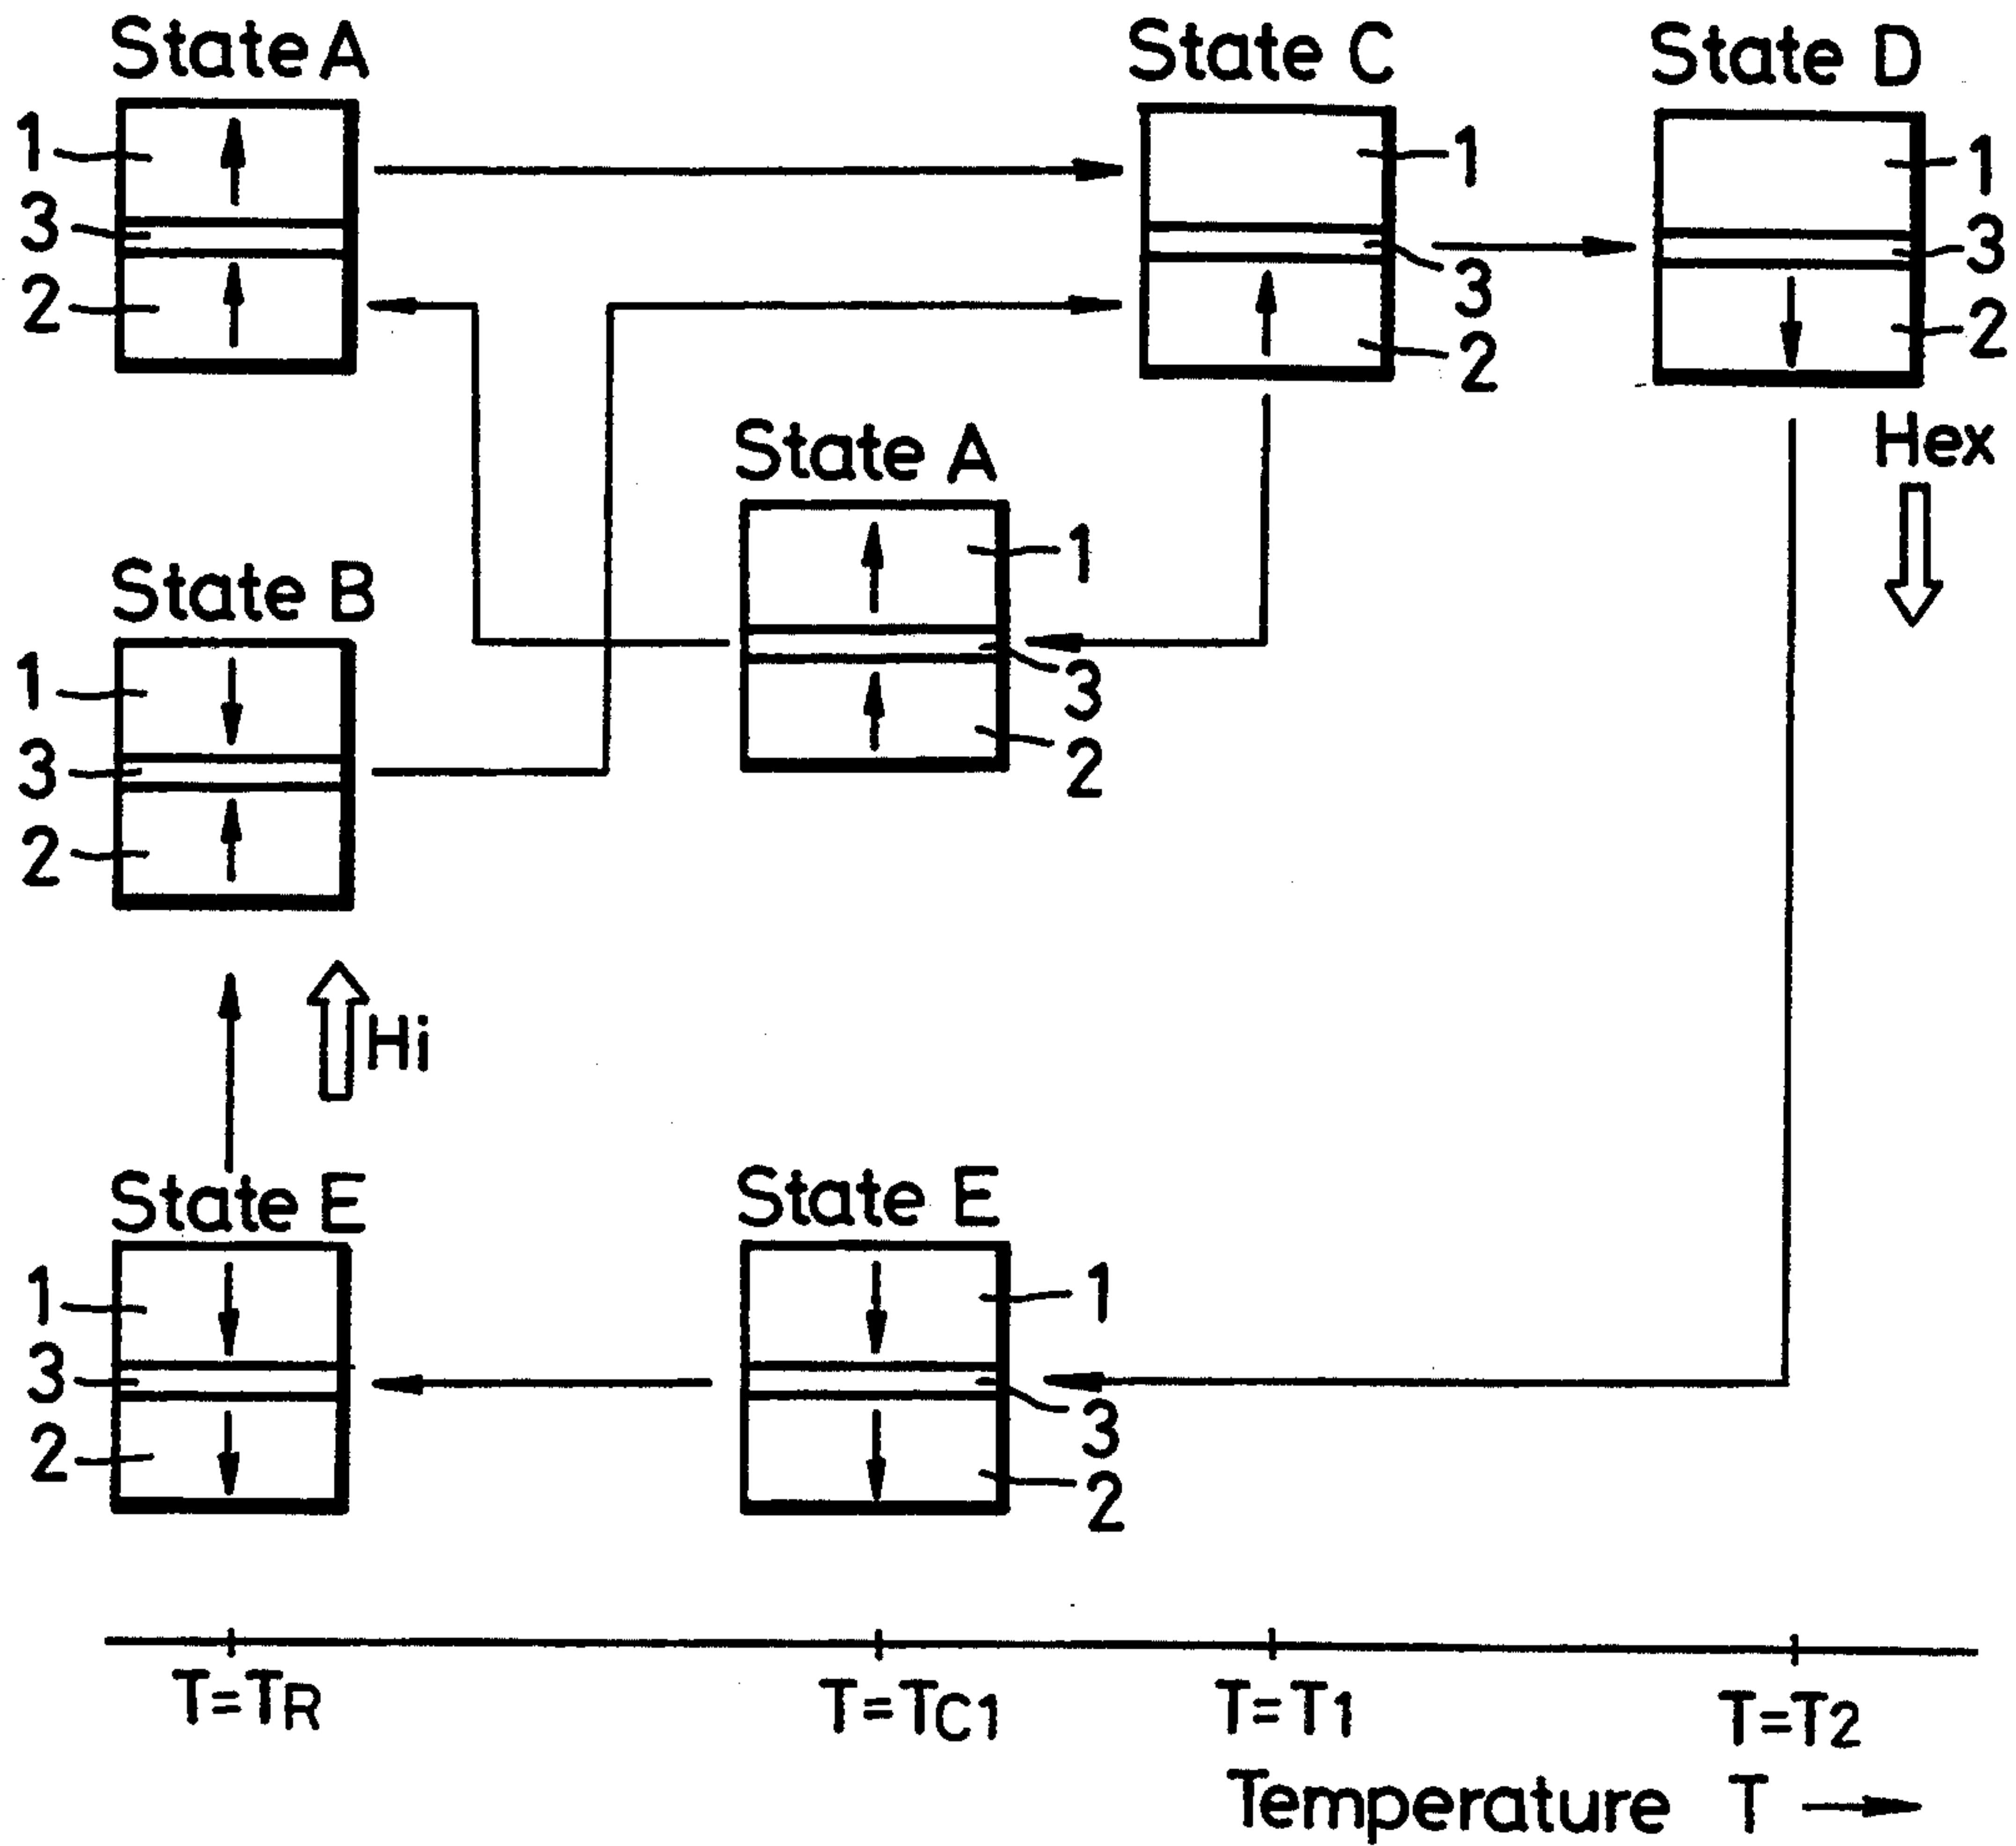 State A
State C
State D
1
3
2
1
3
2
1
3
2
Hex
State A
1
3
2
State B
1
3
2
Hi
State E
State E
1
3
2
1
3
2
T=TR
T=TC1
T=T1
T=T2
Temperature T